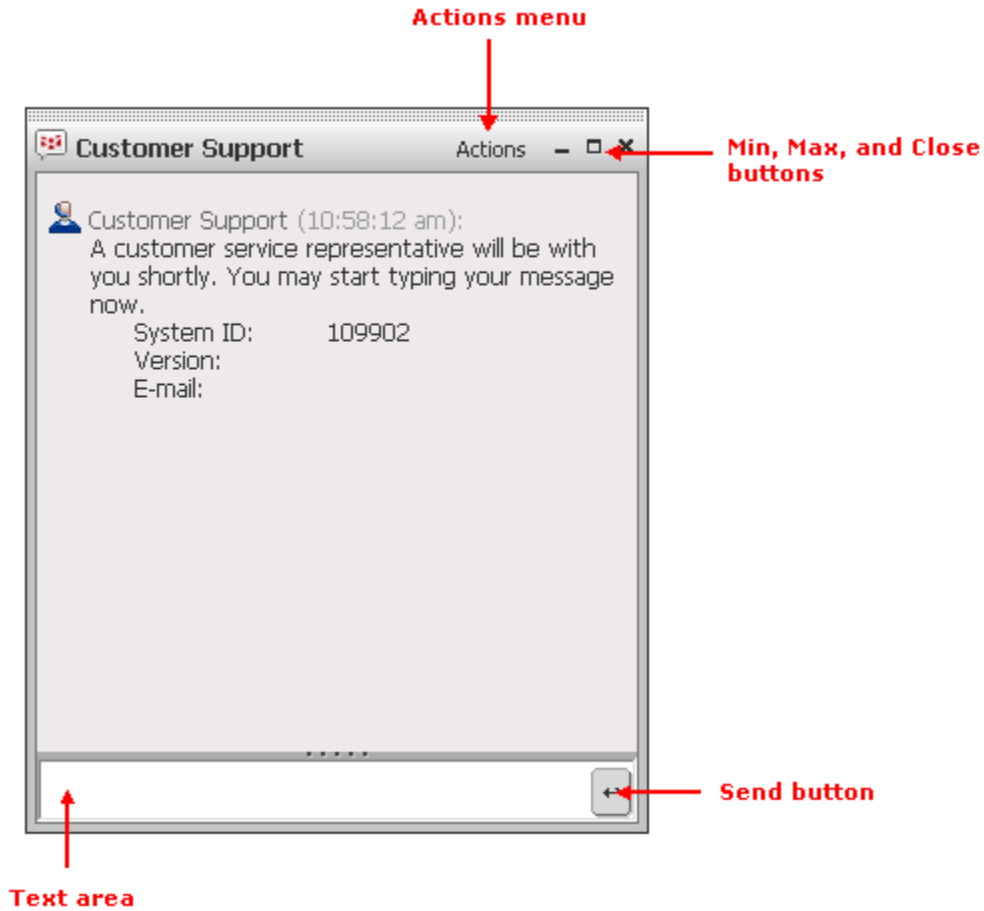 Actions menu
Customer Support
Actions
Min, Max, and Close
buttons
Customer Support (10:58:12 am):
A customer service representative will be with
you shortly. You may start typing your message
now.
System ID: 109902
Version:
E-mail:
Send button
Text area